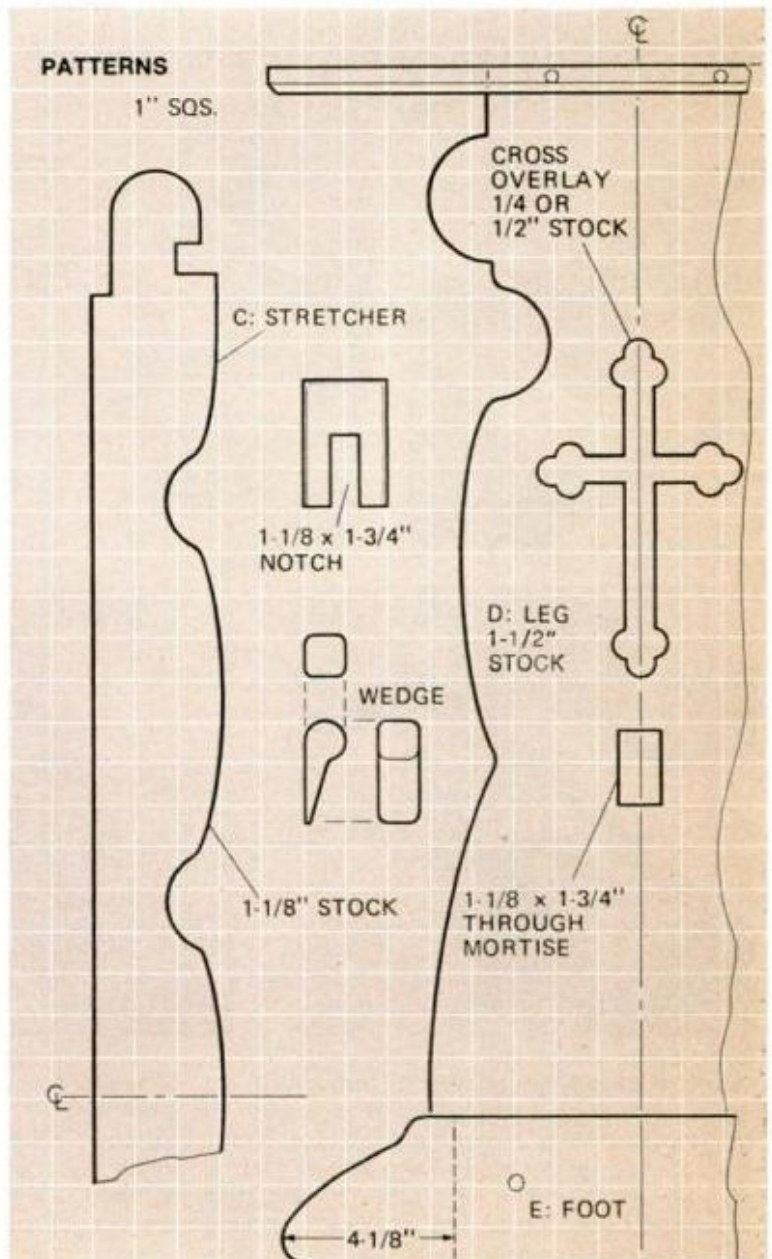 PATTERNS
1" SQS.
℄
CROSS
OVERLAY
1/4 OR
1/2" STOCK
C: STRETCHER
1-1/8 x 1-3/4"
NOTCH
D: LEG
1-1/2"
STOCK
WEDGE
1-1/8" STOCK
1-1/8 x 1-3/4"
THROUGH
MORTISE
℄
E: FOOT
4-1/8"